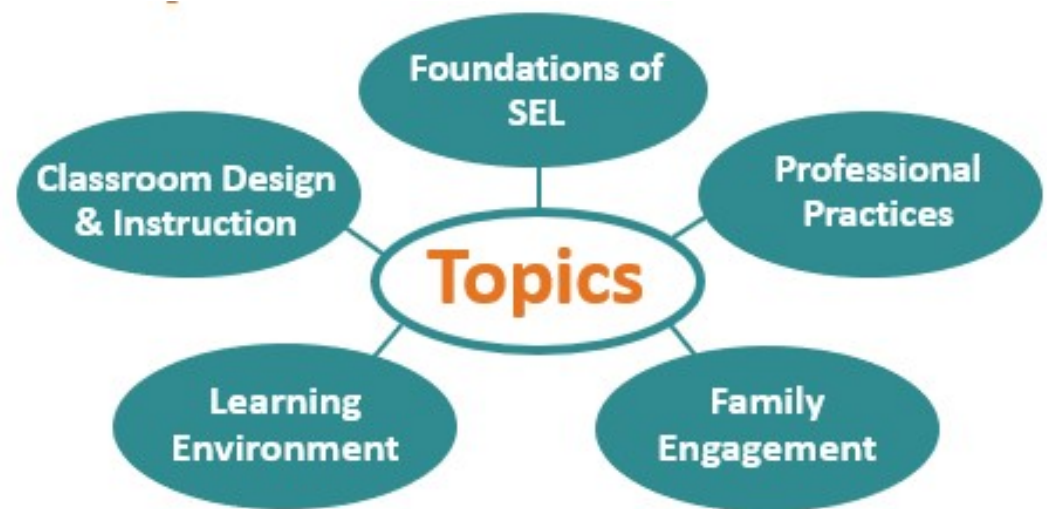 Foundations of
SEL
Classroom Design
& Instruction
Professional
Practices
Topics
Learning
Environment
Family
Engagement